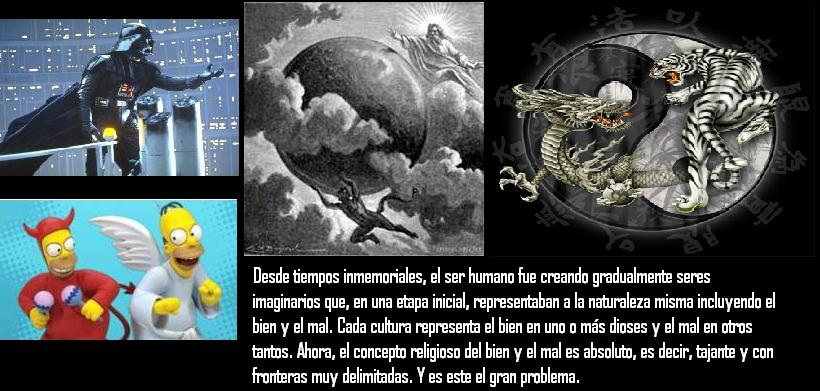 Desde tiempos inmemoriales, el ser humano fue creando gradualmente seres
imaginarios que, en una etapa inicial, representaban a la naturaleza misma incluyendo el
bien y el mal. Cada cultura representa el bien en uno o más dioses y el mal en otros
tantos. Ahora, el concepto religioso del bien y el mal es absoluto, es decir, tajante y con
fronteras muy delimitadas. Y es este el gran problema.